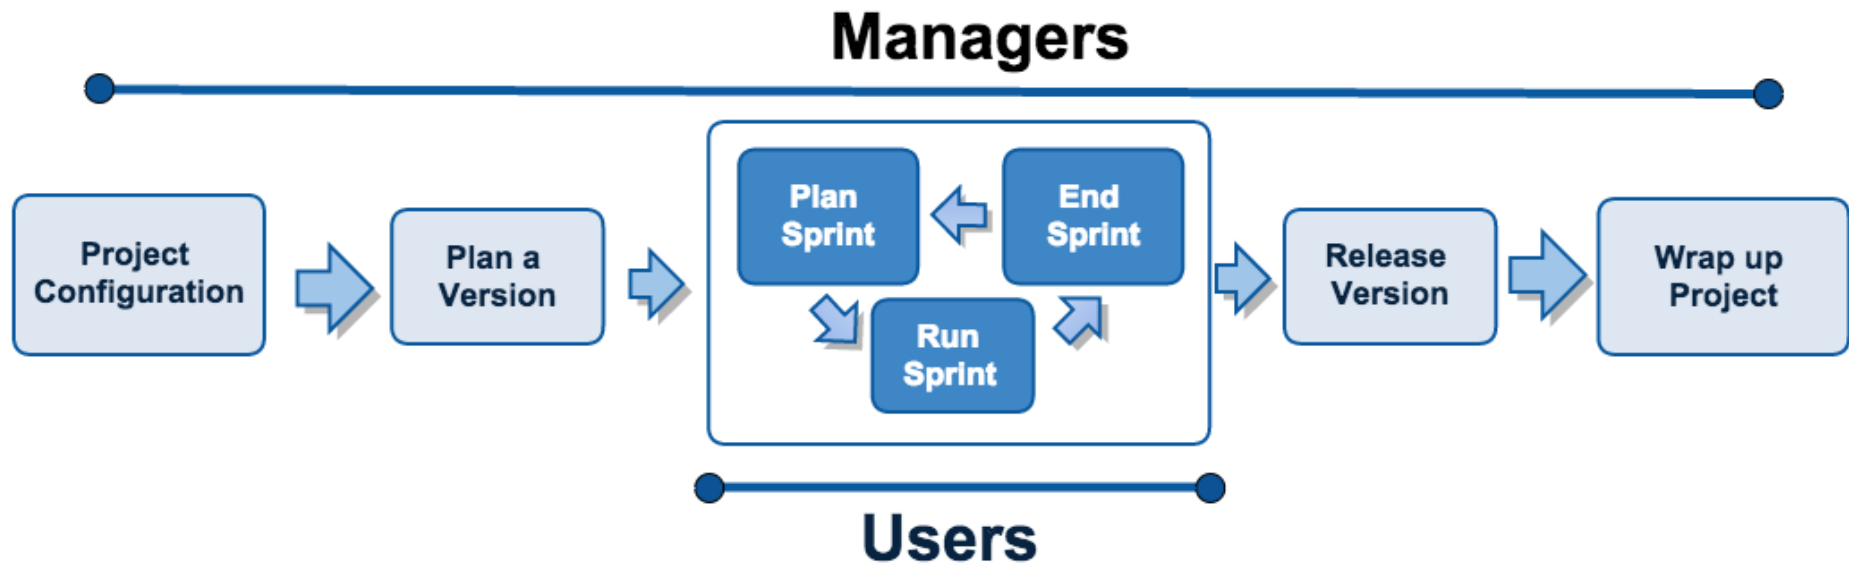 Managers
Project
Configuration
Plan a
Version
Plan
Sprint
End
Sprint
Run
Sprint
Release
Version
Wrap up
Project
Users